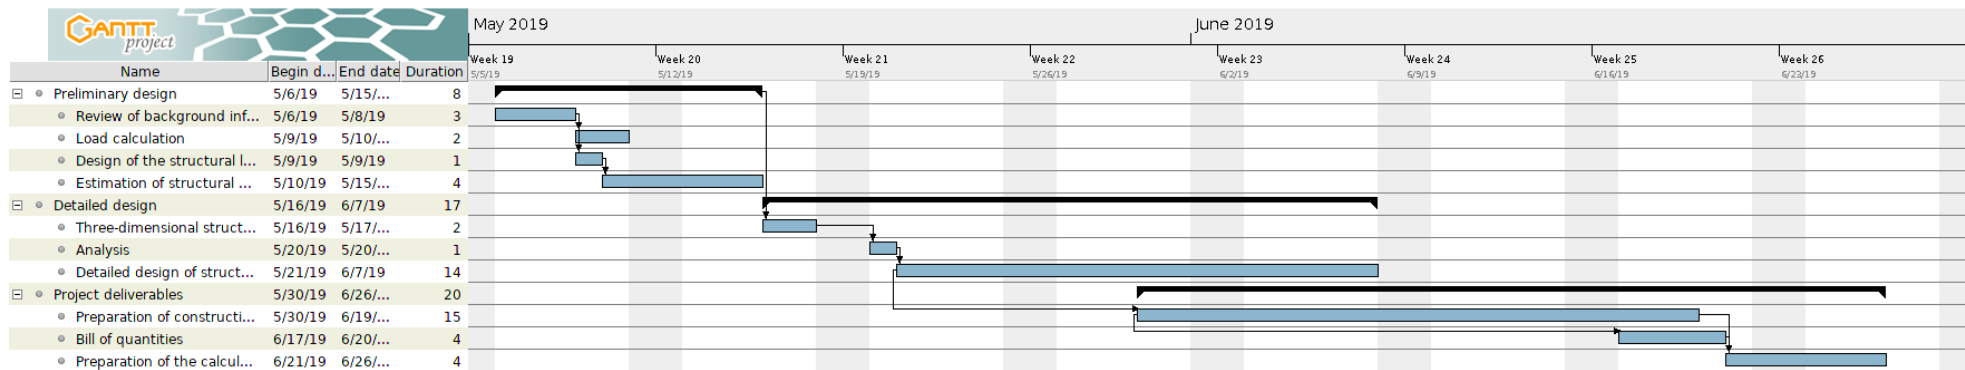 GANTT
project
May 2019
June 2019
Week 19 Week 20 Week 21 Week 22 Week 23 Week 24 Week 25 Week 26
5/5/19 5/12/19 5/19/19 5/26/19 6/2/19 6/9/19 6/16/19 6/23/19
Name Begin d... End date Duration
Preliminary design 5/6/19 5/15/... 8
Review of background inf... 5/6/19 5/8/19 3
Load calculation 5/9/19 5/10/... 2
Design of the structural l... 5/9/19 5/9/19 1
Estimation of structural ... 5/10/19 5/15/... 4
Detailed design 5/16/19 6/7/19 17
Three-dimensional struct... 5/16/19 5/17/... 2
Analysis 5/20/19 5/20/... 1
Detailed design of struct... 5/21/19 6/7/19 14
Project deliverables 5/30/19 6/26/... 20
Preparation of constructi... 5/30/19 6/19/... 15
Bill of quantities 6/17/19 6/20/... 4
Preparation of the calcul... 6/21/19 6/26/... 4